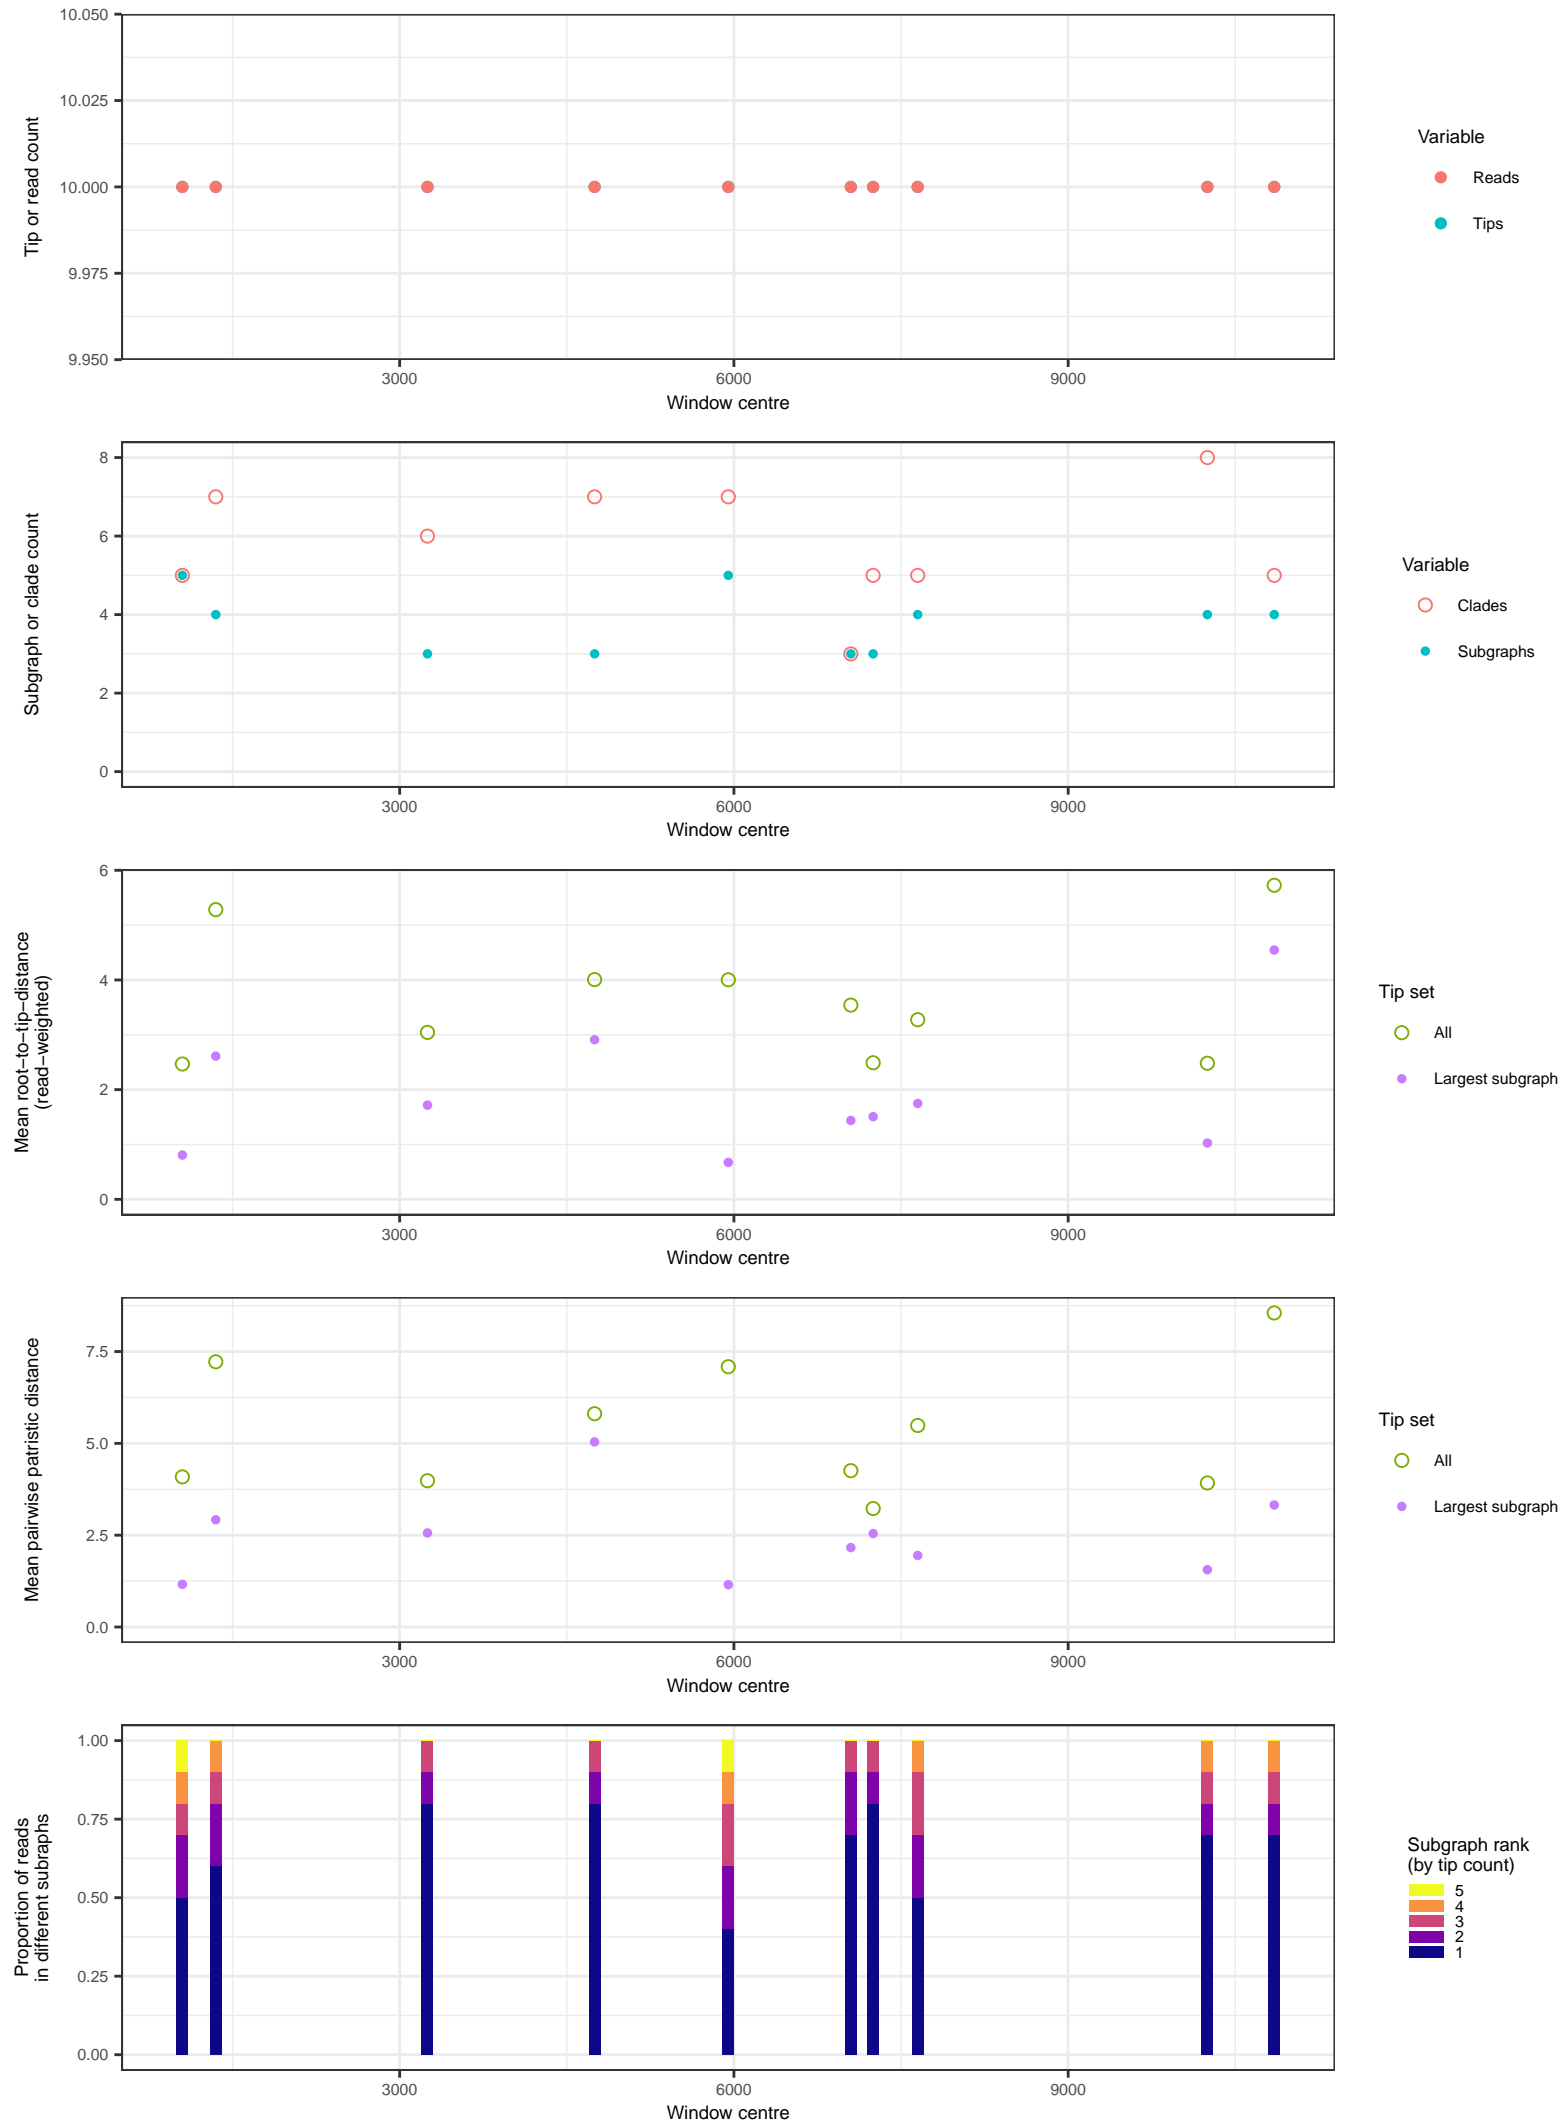 10.050
10.025
10.000
9.975
9.950
Tip or read count
3000
6000
9000
Window centre
Variable
Reads
Tips
8
6
4
2
0
Subgraph or clade count
3000
6000
9000
Window centre
Variable
Clades
Subgraphs
6
4
2
0
Mean root−to−tip−distance
(read−weighted)
3000
6000
9000
Window centre
Tip set
All
Largest subgraph
7.5
5.0
2.5
0.0
Mean pairwise patristic distance
3000
6000
9000
Window centre
Tip set
All
Largest subgraph
1.00
0.75
0.50
0.25
0.00
Proportion of reads
in different subraphs
3000
6000
9000
Window centre
Subgraph rank
(by tip count)
5
4
3
2
1